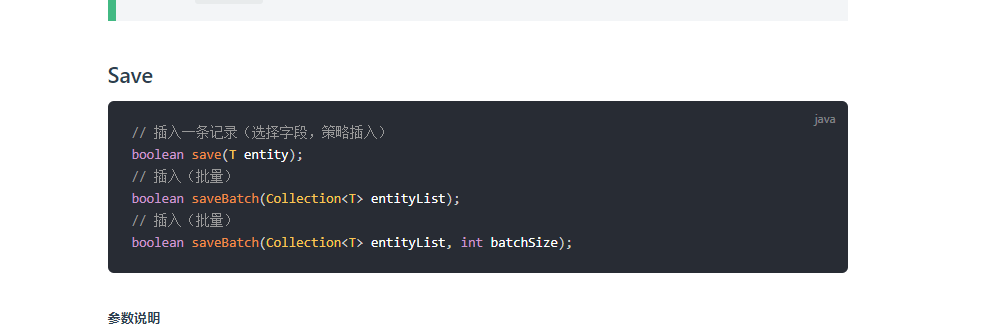 Save
java
// 插入一条记录（选择字段，策略插入）
boolean save(T entity);
// 插入（批量）
boolean saveBatch(Collection<T> entityList);
// 插入（批量）
boolean saveBatch(Collection<T> entityList, int batchSize);
参数说明